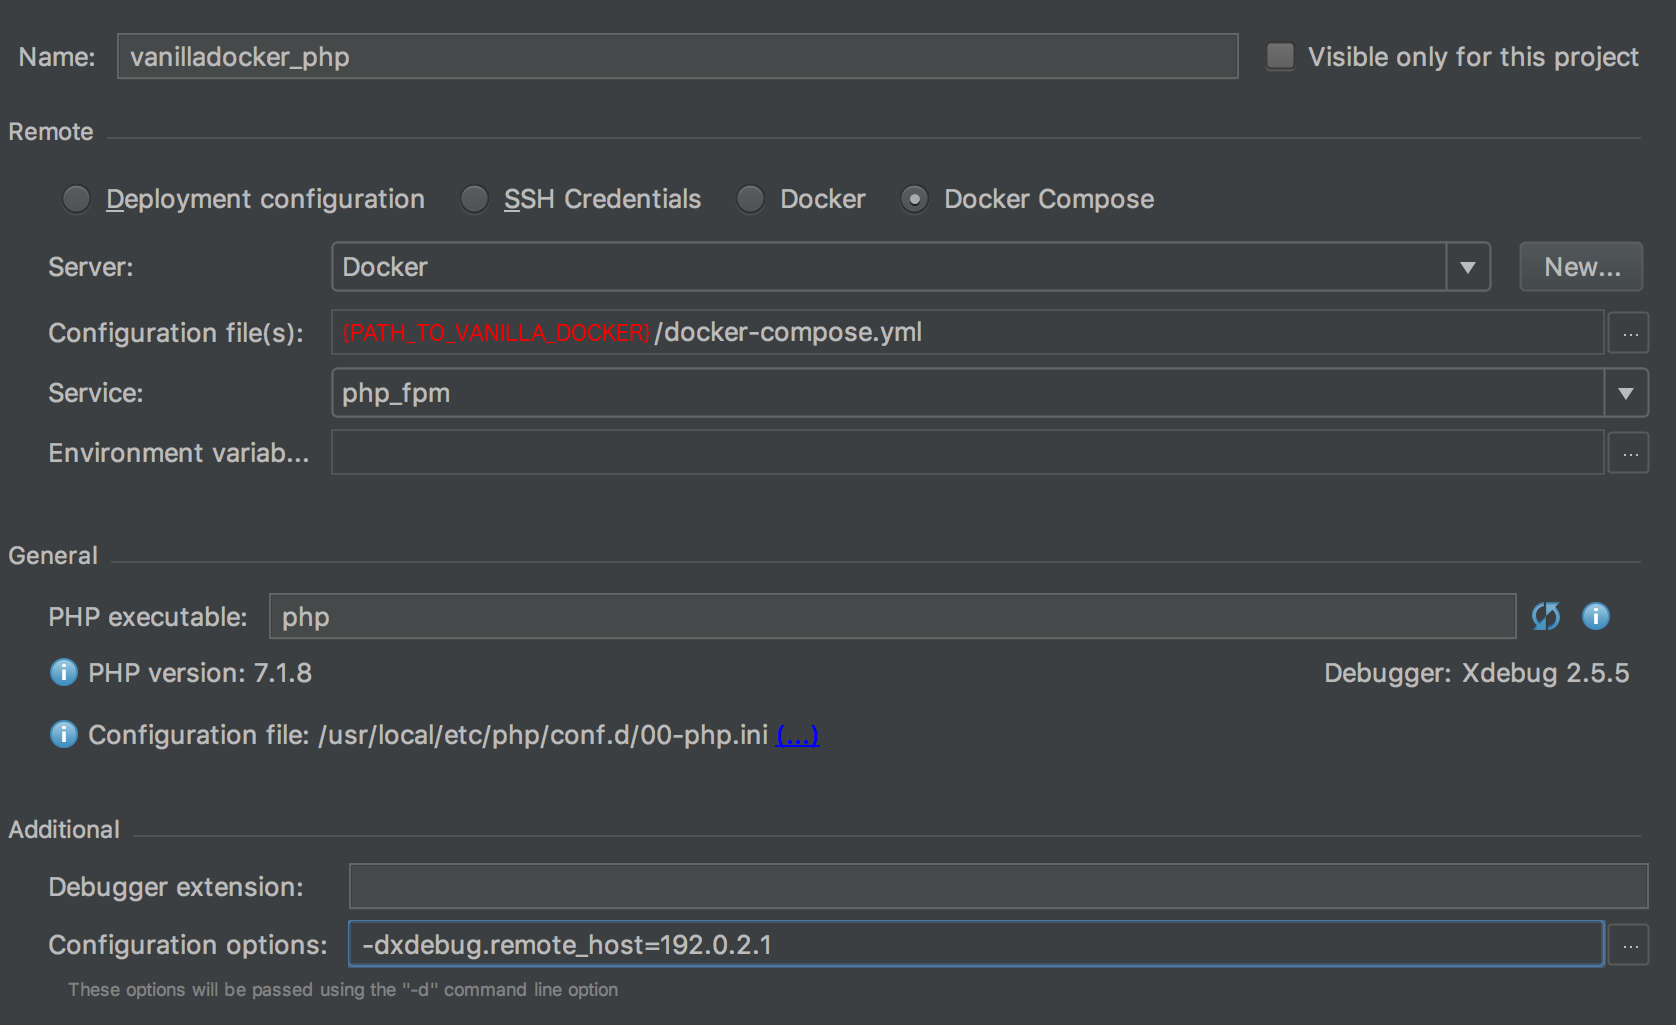 Name: vanilladocker_php Visible only for this project
Remote
Deployment configuration SSH Credentials Docker Docker Compose
Server: Docker New...
Configuration file(s): {PATH_TO_VANILLA_DOCKER}/docker-compose.yml ...
Service: php_fpm
Environment variab... ...
General
PHP executable: php
PHP version: 7.1.8 Debugger: Xdebug 2.5.5
Configuration file: /usr/local/etc/php/conf.d/00-php.ini (...)
Additional
Debugger extension:
Configuration options: -dxdebug.remote_host=192.0.2.1 ...
These options will be passed using the "-d" command line option